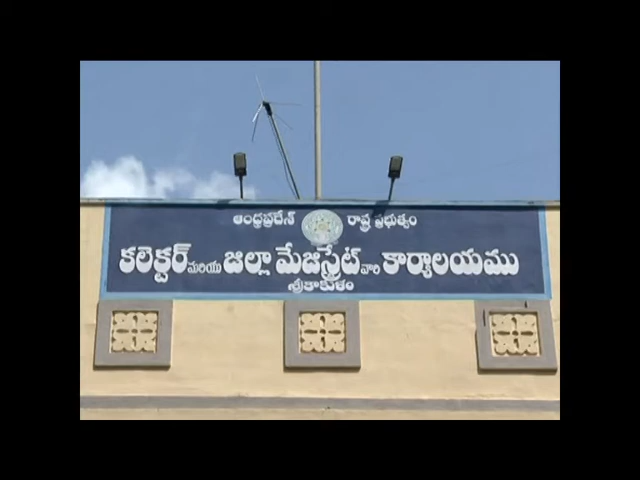 ఆంధ్రప్రదేశ్ రాష్ట్ర ప్రభుత్వం
కలెక్టర్ మరియు జిల్లా మేజిస్ట్రేట్ వారి కార్యాలయము
శ్రీకాకుళం